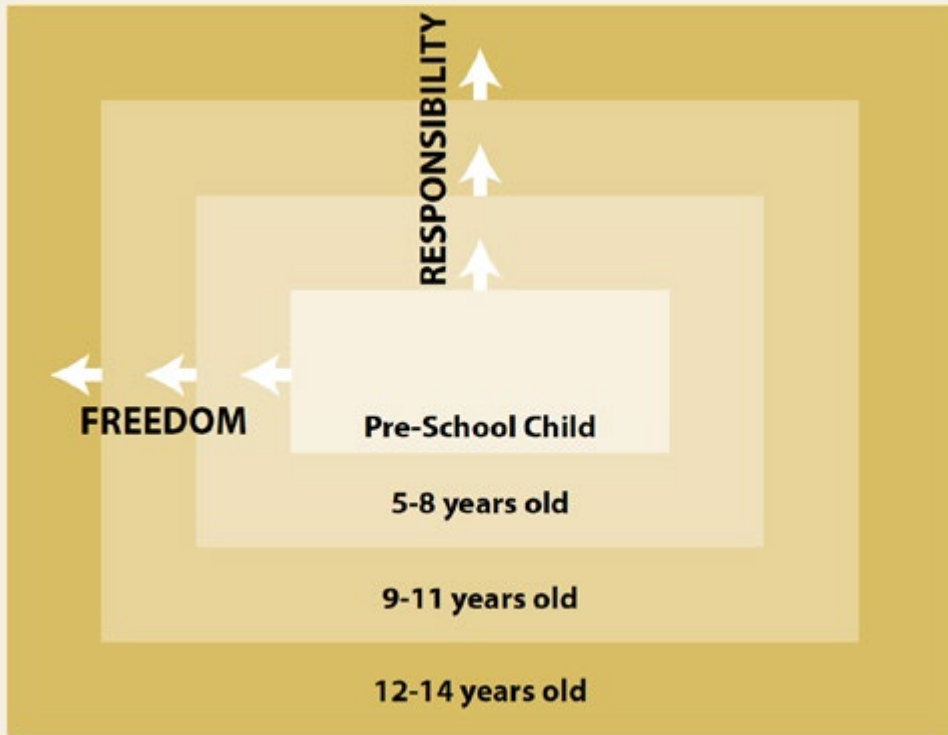 RESPONSIBILITY
FREEDOM
Pre-School Child
5-8 years old
9-11 years old
12-14 years old